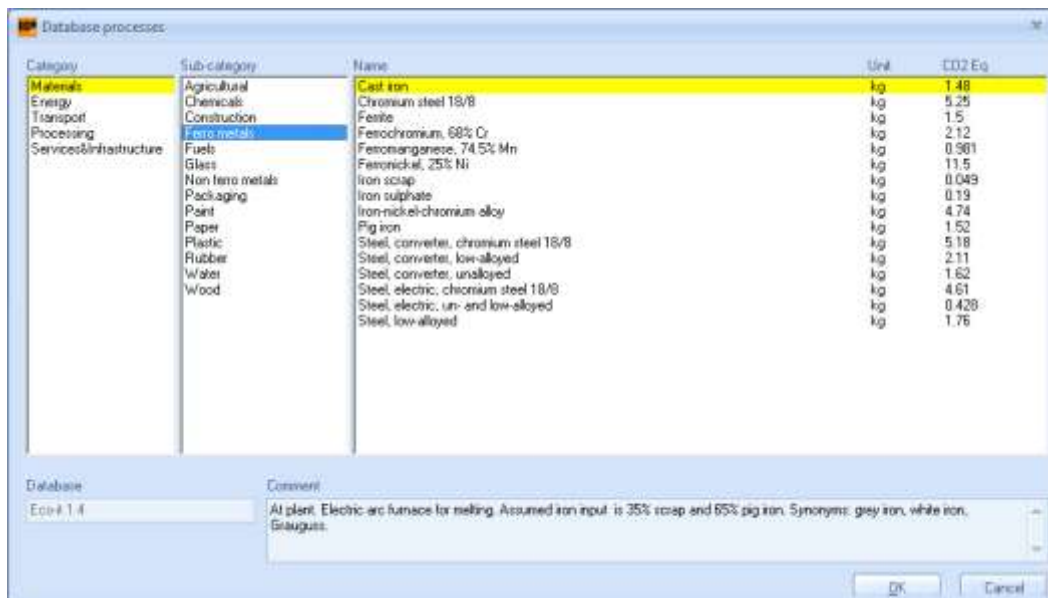 Database processes
Category Sub-category Name Unit CO2 Eq
Materials Agricultural Cast iron kg 1.48
Energy Chemicals Chromium steel 18/8 kg 5.25
Transport Construction Ferrite kg 1.5
Processing Ferro metals Ferrochromium, 68% Cr kg 2.12
Services&Infrastructure Fuels Ferromanganese, 74.5% Mn kg 0.981
Glass Ferronickel, 25% Ni kg 11.5
Non ferro metals Iron scrap kg 0.049
Packaging Iron sulphate kg 0.19
Paint Iron-nickel-chromium alloy kg 4.74
Paper Pig iron kg 1.52
Plastic Steel, converter, chromium steel 18/8 kg 5.18
Rubber Steel, converter, low-alloyed kg 2.11
Water Steel, converter, unalloyed kg 1.62
Wood Steel, electric, chromium steel 18/8 kg 4.61
Steel, electric, un- and low-alloyed kg 0.428
Steel, low-alloyed kg 1.76
Database Comment
Eco-it 1.4 At plant. Electric arc furnace for melting. Assumed iron input is 35% scrap and 65% pig iron. Synonyms: grey iron, white iron,
Grauguss.
OK Cancel